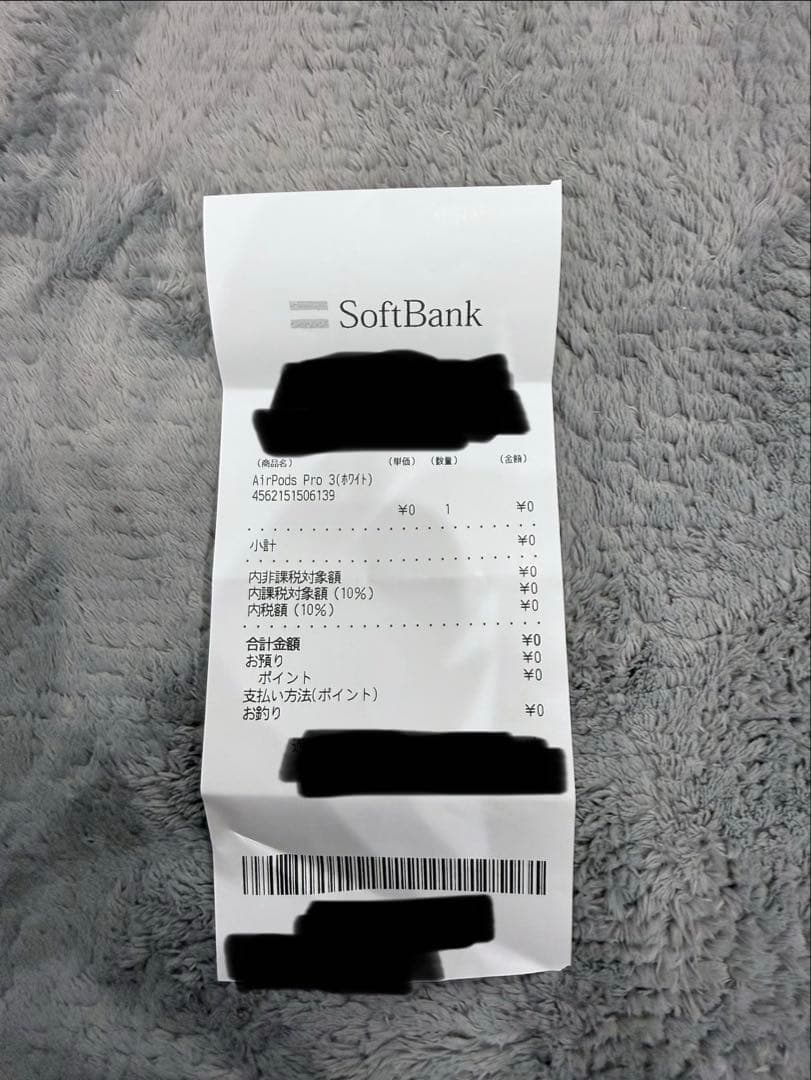 SoftBank
(商品名) (単価) (数量) (金額)
AirPods Pro 3(ﾎﾜｲﾄ)
4562151506139
¥0 1 ¥0
小計 ¥0
内非課税対象額 ¥0
内課税対象額(10%) ¥0
内税額(10%) ¥0
合計金額 ¥0
お預り ¥0
ポイント ¥0
支払い方法(ポイント)
お釣り ¥0